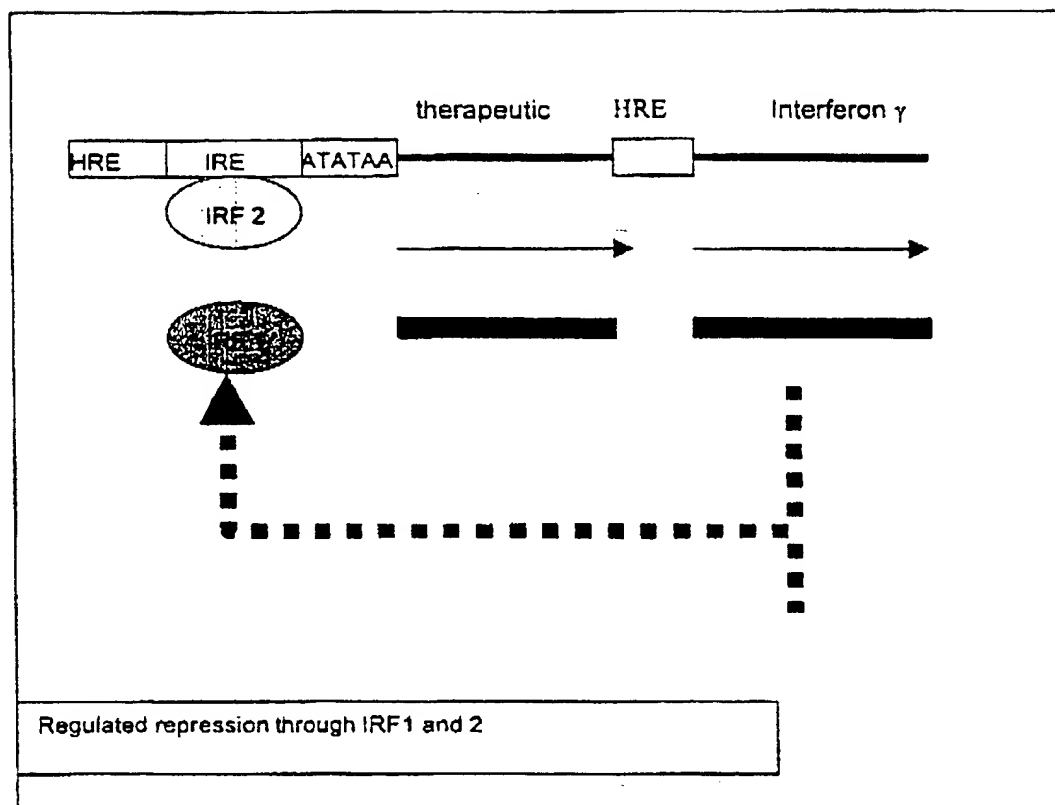 therapeutic HRE Interferon γ
HRE IRE ATATAA
IRF 2
Regulated repression through IRF1 and 2